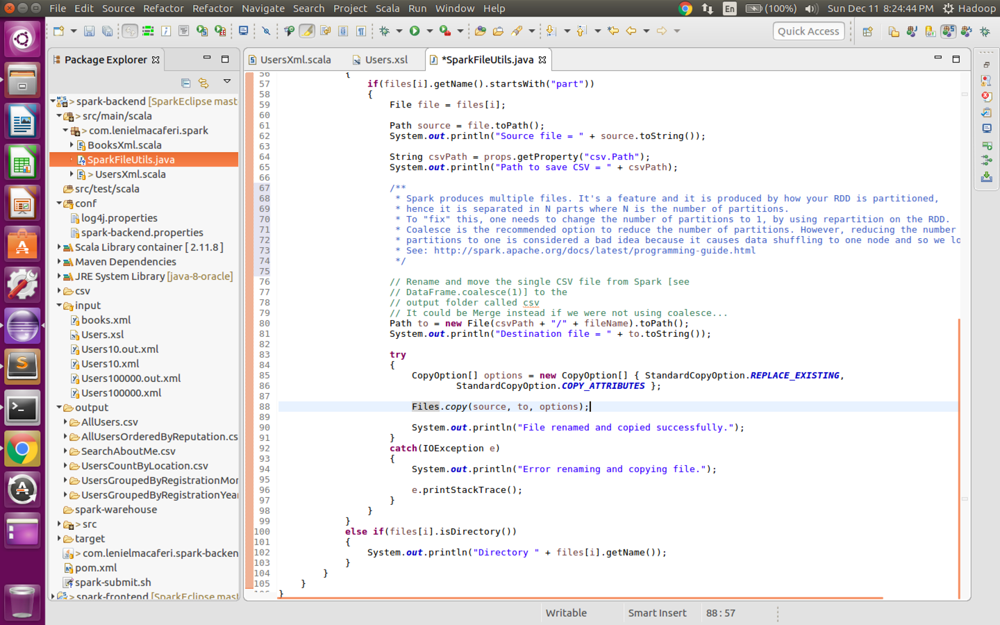 File Edit Source Refactor Refactor Navigate Search Project Scala Run Window Help
En (100%) Sun Dec 11 8:24:44 PM Hadoop
Quick Access
Package Explorer
spark-backend [SparkEclipse mast
> src/main/scala
> com.lenielmacaferi.spark
BooksXml.scala
SparkFileUtils.java
> UsersXml.scala
src/test/scala
conf
log4j.properties
spark-backend.properties
Scala Library container [ 2.11.8 ]
Maven Dependencies
JRE System Library [java-8-oracle]
csv
input
books.xml
Users.xsl
Users10.out.xml
Users10.xml
Users100000.out.xml
Users100000.xml
output
AllUsers.csv
AllUsersOrderedByReputation.cs
SearchAboutMe.csv
UsersCountByLocation.csv
UsersGroupedByRegistrationMor
UsersGroupedByRegistrationYeai
spark-warehouse
> src
target
> com.lenielmacaferi.spark-backen
pom.xml
spark-submit.sh
> spark-frontend [SparkEclipse mast
UsersXml.scala Users.xsl *SparkFileUtils.java
56 {
57 if(files[i].getName().startsWith("part"))
58 {
59 File file = files[i];
60
61 Path source = file.toPath();
62 System.out.println("Source file = " + source.toString());
63
64 String csvPath = props.getProperty("csv.Path");
65 System.out.println("Path to save CSV = " + csvPath);
66
67 /**
68 * Spark produces multiple files. It's a feature and it is produced by how your RDD is partitioned,
69 * hence it is separated in N parts where N is the number of partitions.
70 * To "fix" this, one needs to change the number of partitions to 1, by using repartition on the RDD.
71 * Coalesce is the recommended option to reduce the number of partitions. However, reducing the number
72 * partitions to one is considered a bad idea because it causes data shuffling to one node and so we lo
73 * See: http://spark.apache.org/docs/latest/programming-guide.html
74 */
75
76 // Rename and move the single CSV file from Spark [see
77 // DataFrame.coalesce(1)] to the
78 // output folder called csv
79 // It could be Merge instead if we were not using coalesce...
80 Path to = new File(csvPath + "/" + fileName).toPath();
81 System.out.println("Destination file = " + to.toString());
82
83 try
84 {
85 CopyOption[] options = new CopyOption[] { StandardCopyOption.REPLACE_EXISTING,
86 StandardCopyOption.COPY_ATTRIBUTES };
87
88 Files.copy(source, to, options);
89
90 System.out.println("File renamed and copied successfully.");
91 }
92 catch(IOException e)
93 {
94 System.out.println("Error renaming and copying file.");
95
96 e.printStackTrace();
97 }
98 }
99 }
100 else if(files[i].isDirectory())
101 {
102 System.out.println("Directory " + files[i].getName());
103 }
104 }
105 }
106 }
Writable Smart Insert 88 : 57